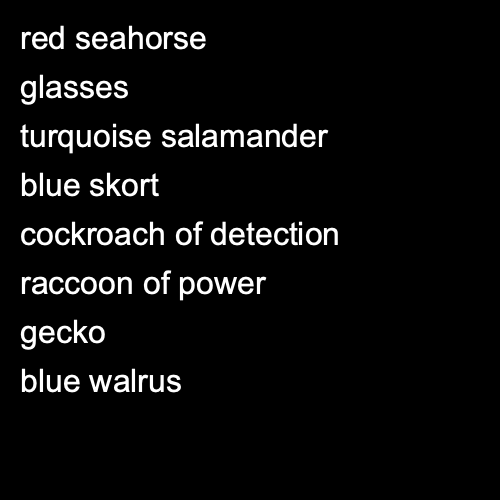 red seahorse
glasses
turquoise salamander
blue skort
cockroach of detection
raccoon of power
gecko
blue walrus